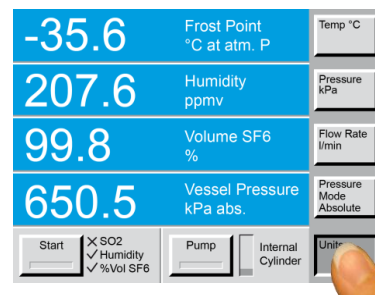 -35.6 Frost Point
°C at atm. P
Temp °C
207.6 Humidity
ppmv
Pressure
kPa
99.8 Volume SF6
%
Flow Rate
l/min
650.5 Vessel Pressure
kPa abs.
Pressure
Mode
Absolute
Start
✕ SO2
✓ Humidity
✓ %Vol SF6
Pump
Internal
Cylinder
Units